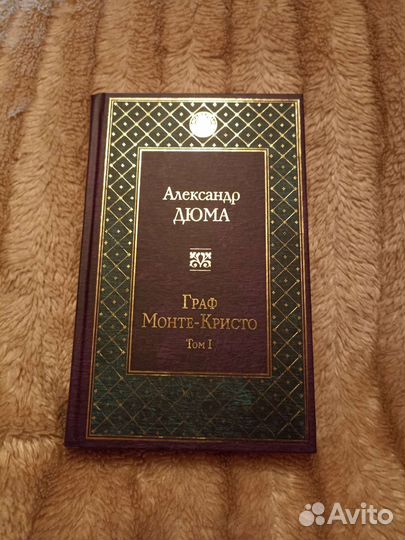 Александр
ДЮМА
Граф
Монте-Кристо
Том I
Avito